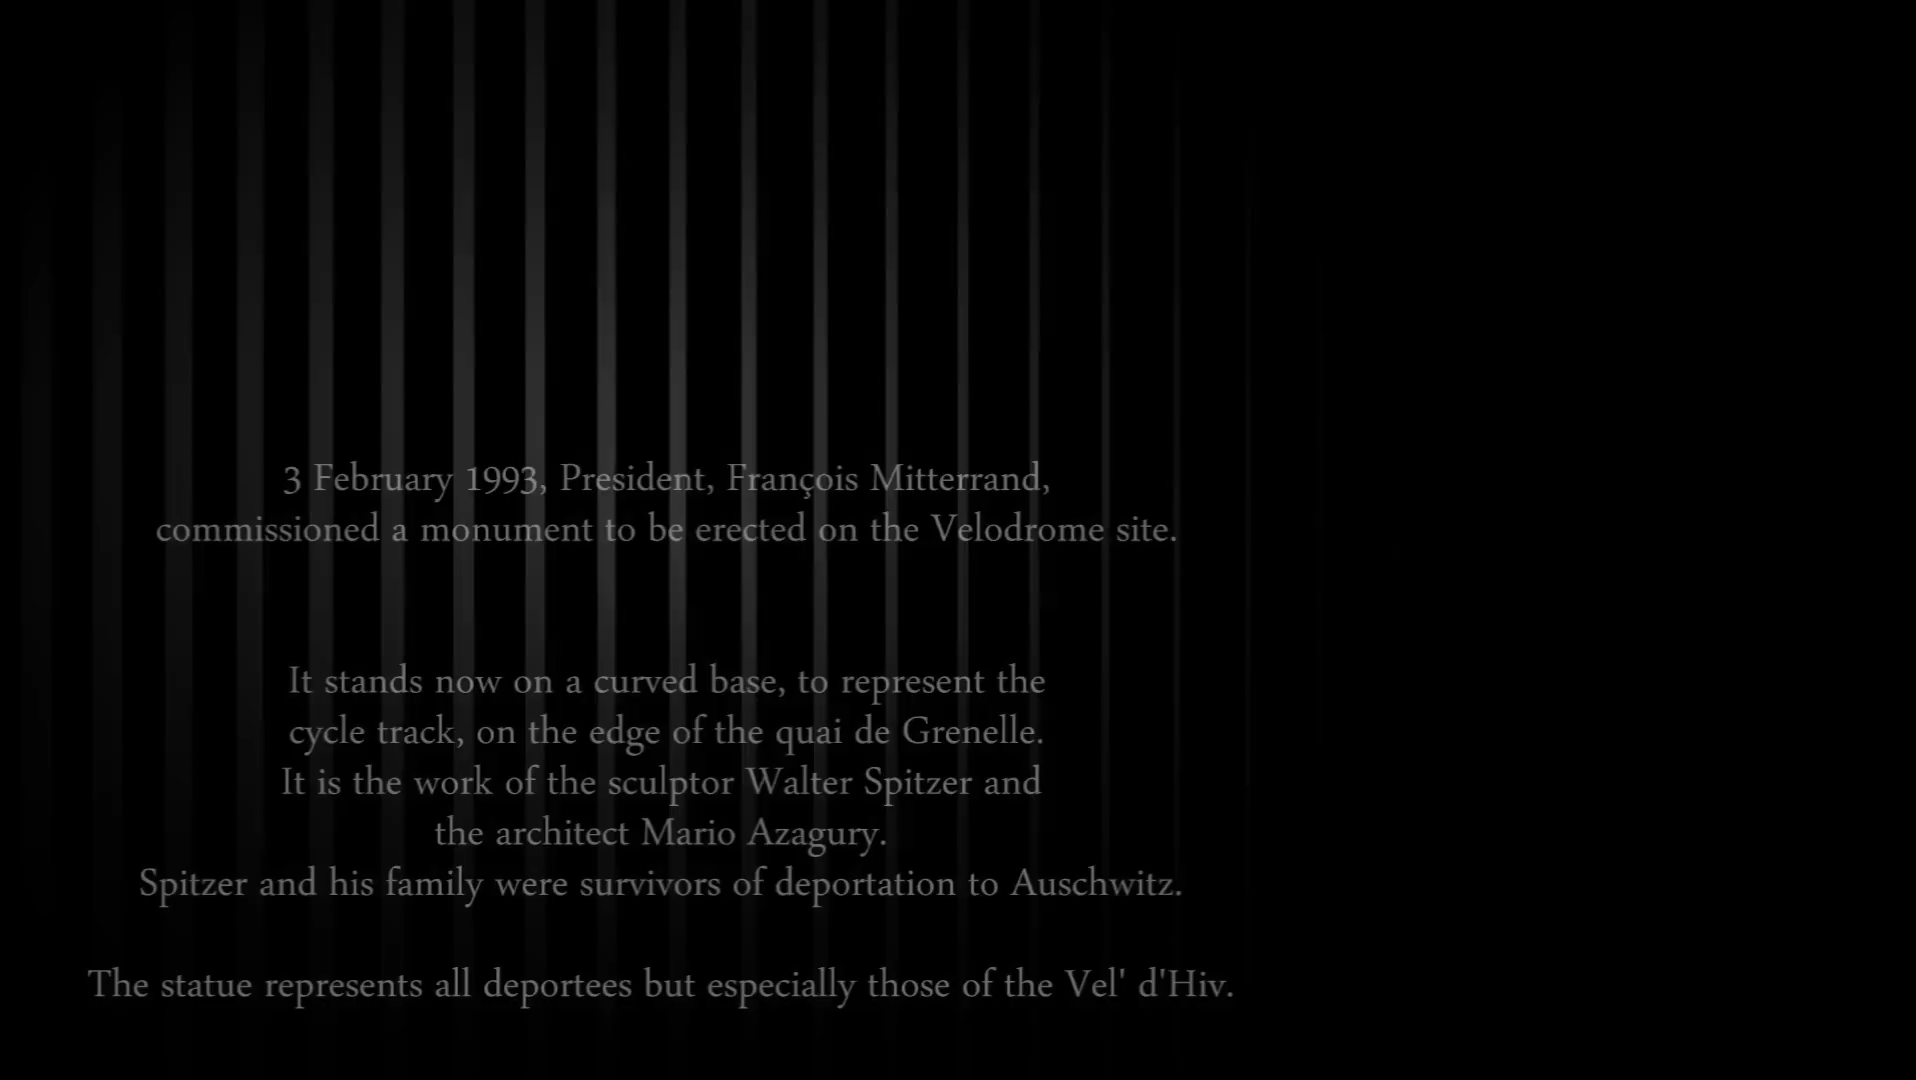 3 February 1993, President, François Mitterrand,
commissioned a monument to be erected on the Velodrome site.
It stands now on a curved base, to represent the
cycle track, on the edge of the quai de Grenelle.
It is the work of the sculptor Walter Spitzer and
the architect Mario Azagury.
Spitzer and his family were survivors of deportation to Auschwitz.
The statue represents all deportees but especially those of the Vel' d'Hiv.